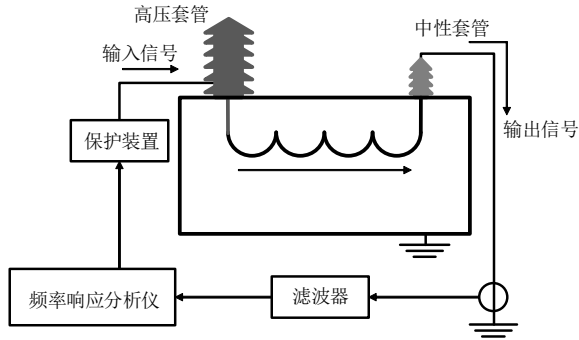 高压套管
中性套管
输入信号
输出信号
保护装置
频率响应分析仪
滤波器